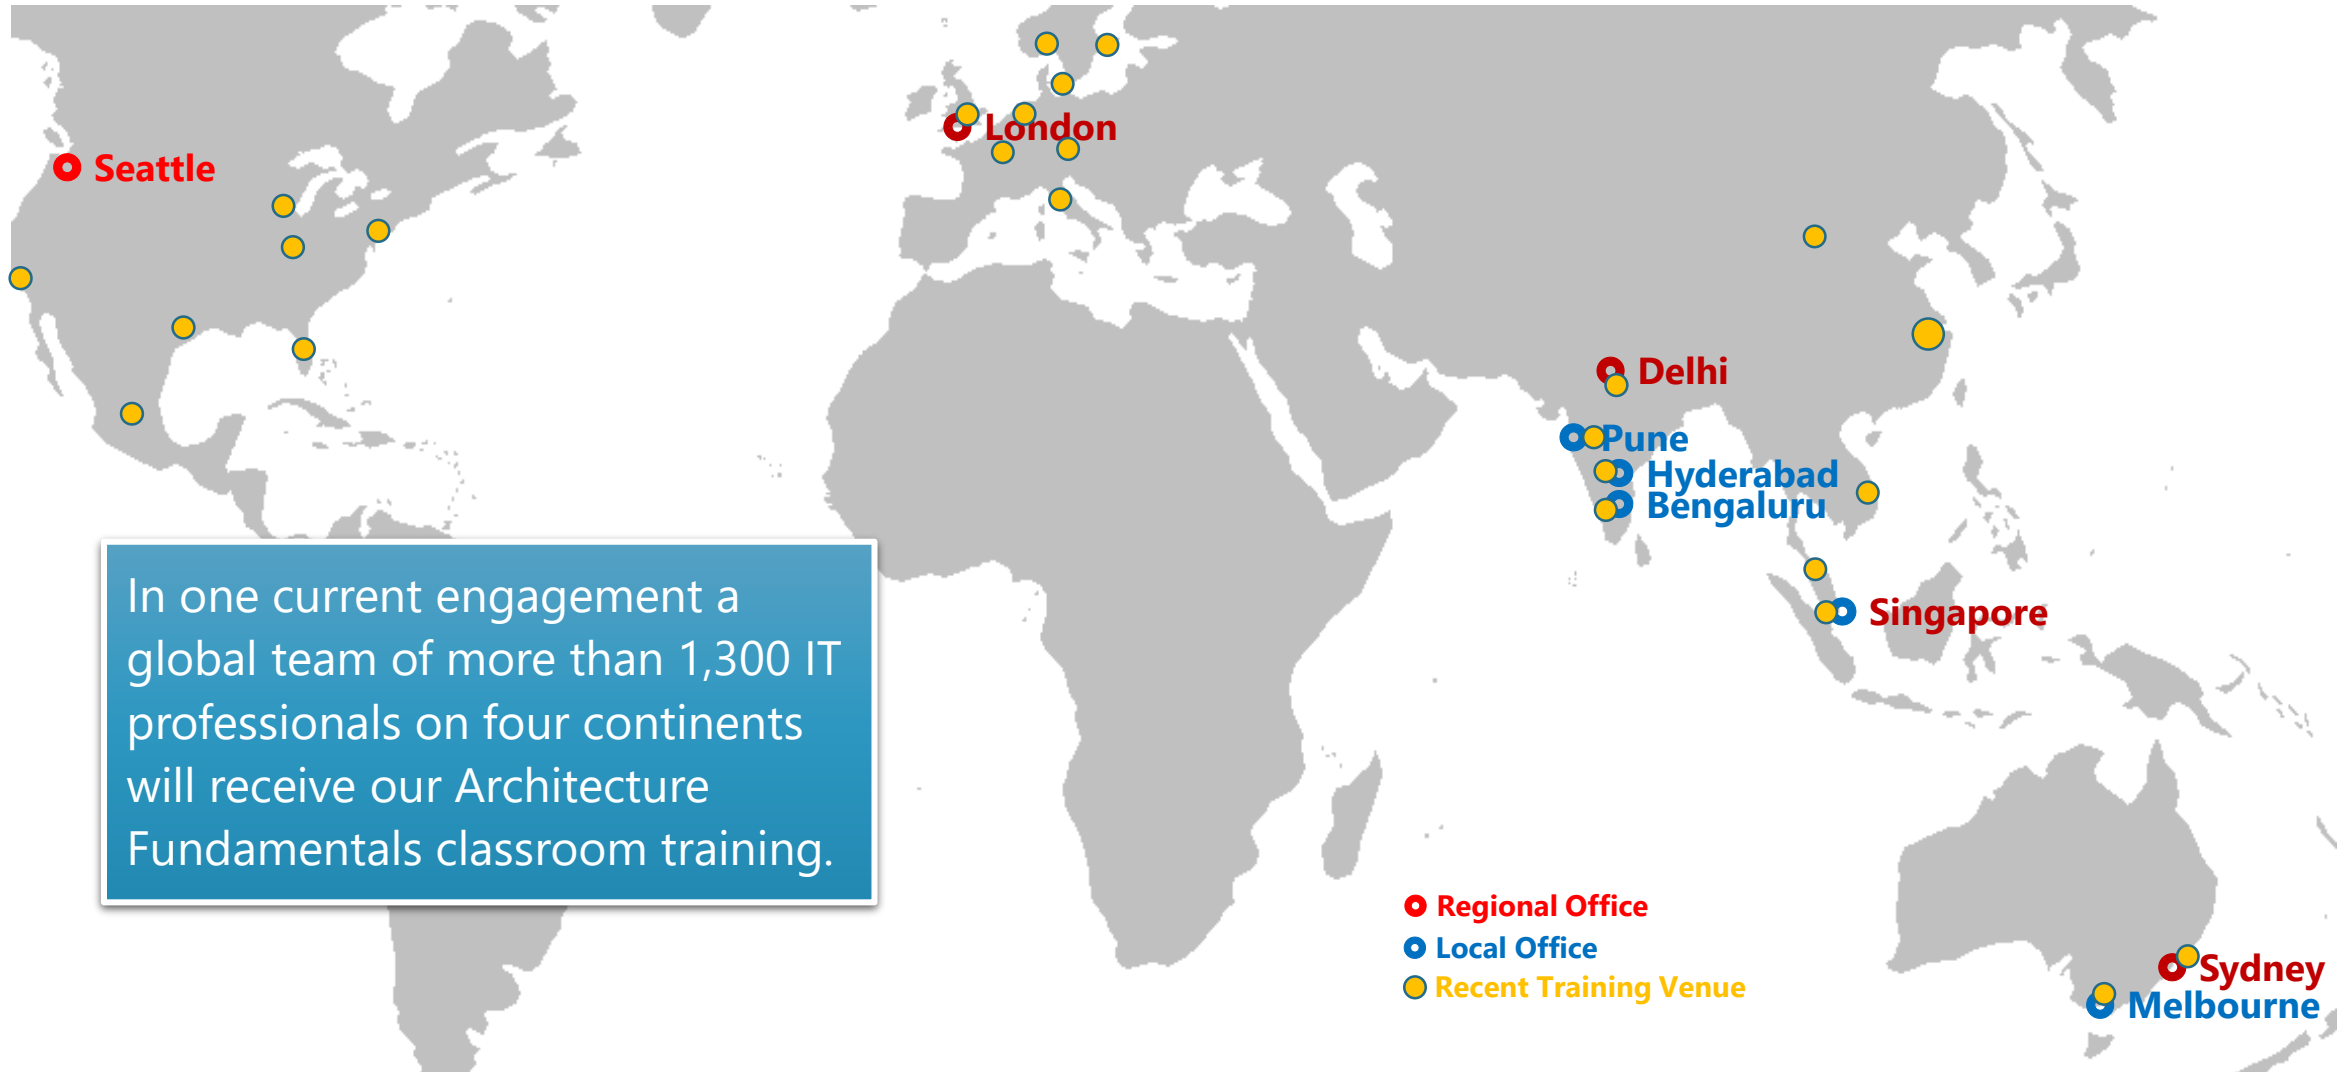 London
Seattle
Delhi
Pune
Hyderabad
Bengaluru
Singapore
In one current engagement a
global team of more than 1,300 IT
professionals on four continents
will receive our Architecture
Fundamentals classroom training.
Regional Office
Local Office
Recent Training Venue
Sydney
Melbourne